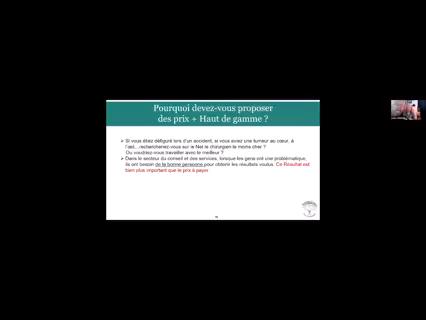 Pourquoi devez-vous proposer
des prix + Haut de gamme ?
Si vous étiez défiguré lors d'un accident, si vous aviez une tumeur au cœur, à
l'œil,...rechercheriez-vous sur le Net le chirurgien le moins cher ?
Ou voudriez-vous travailler avec le meilleur ?
Dans le secteur du conseil et des services, lorsque les gens ont une problématique,
ils ont besoin de la bonne personne pour obtenir les résultats voulus. Ce Résultat est
bien plus important que le prix à payer